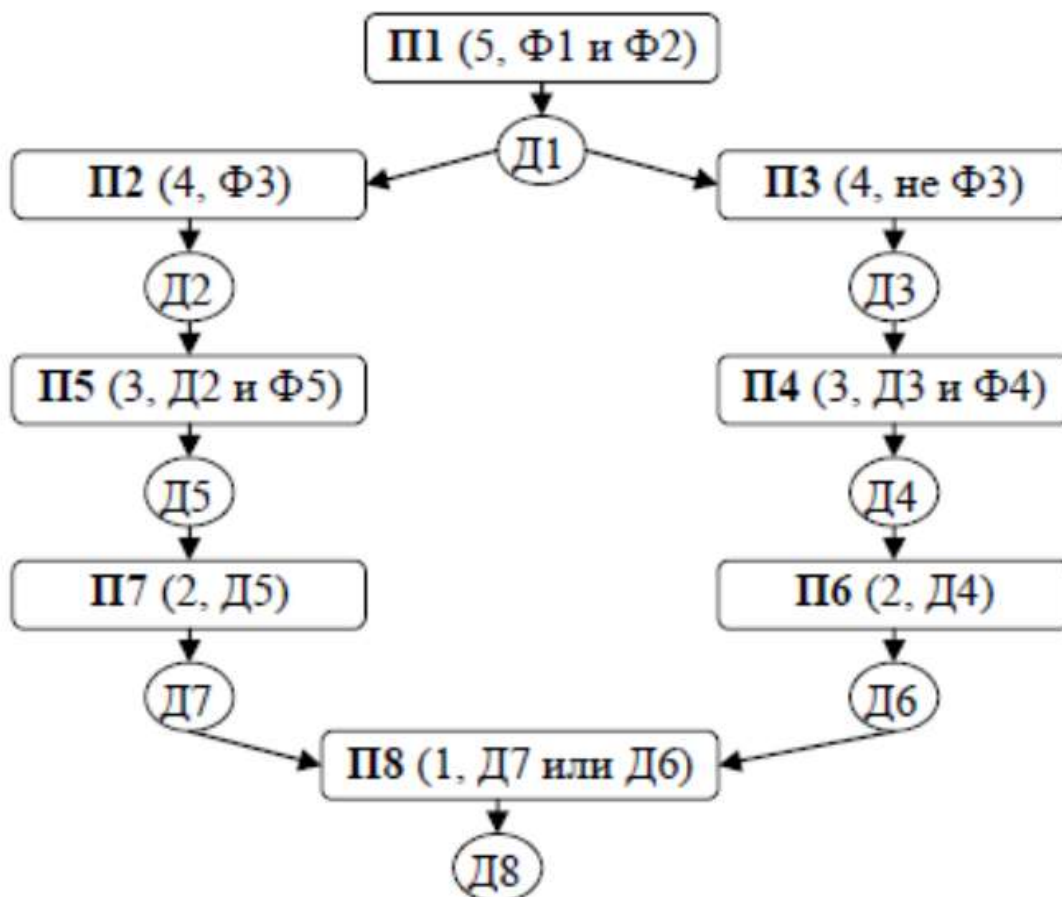 П1 (5, Ф1 и Ф2)
Д1
П2 (4, Ф3)
П3 (4, не Ф3)
Д2
Д3
П5 (3, Д2 и Ф5)
П4 (3, Д3 и Ф4)
Д5
Д4
П7 (2, Д5)
П6 (2, Д4)
Д7
Д6
П8 (1, Д7 или Д6)
Д8